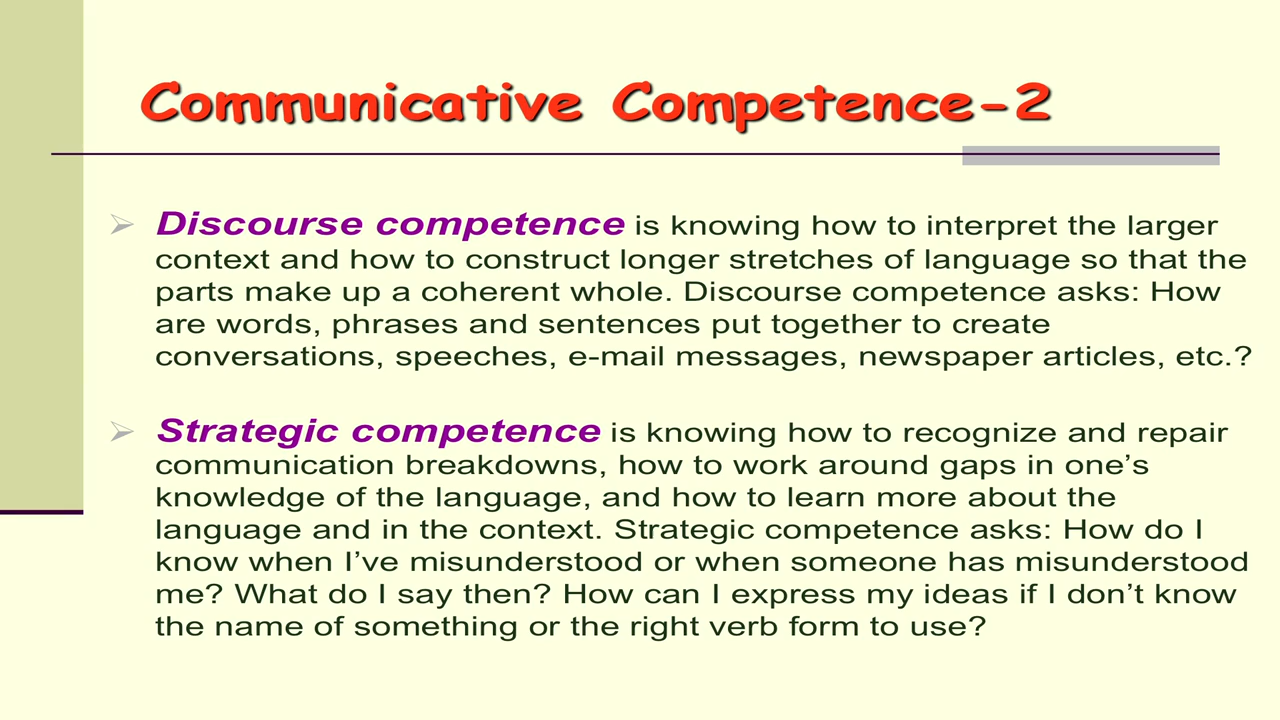 Communicative Competence-2
Discourse competence is knowing how to interpret the larger
context and how to construct longer stretches of language so that the
parts make up a coherent whole. Discourse competence asks: How
are words, phrases and sentences put together to create
conversations, speeches, e-mail messages, newspaper articles, etc.?
Strategic competence is knowing how to recognize and repair
communication breakdowns, how to work around gaps in one’s
knowledge of the language, and how to learn more about the
language and in the context. Strategic competence asks: How do I
know when I’ve misunderstood or when someone has misunderstood
me? What do I say then? How can I express my ideas if I don’t know
the name of something or the right verb form to use?